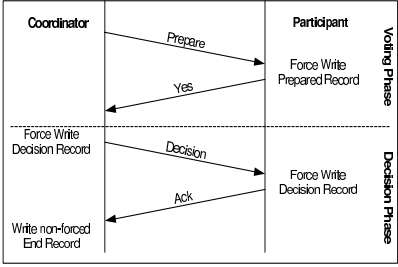 Coordinator
Participant
Prepare
Force Write
Prepared Record
Yes
Voting Phase
Force Write
Decision Record
Decision
Force Write
Decision Record
Ack
Write non-forced
End Record
Decision Phase